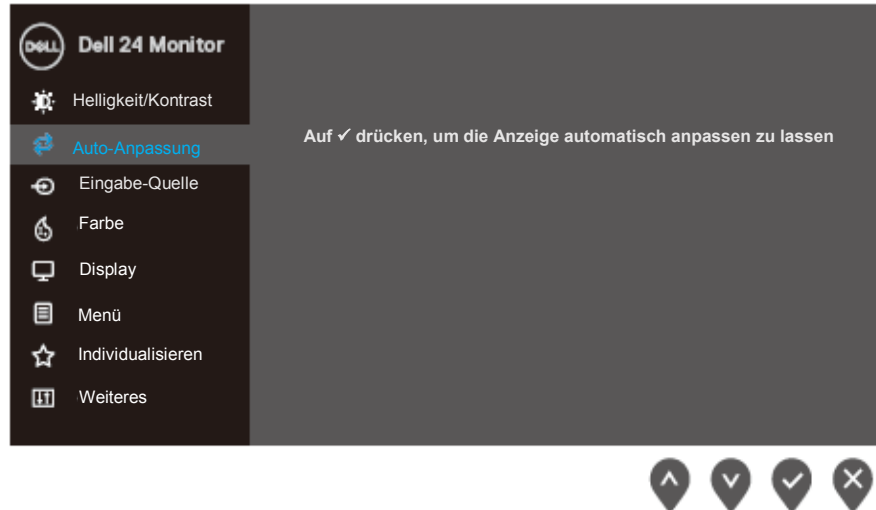 DELL Dell 24 Monitor
Helligkeit/Kontrast
Auto-Anpassung
Auf ✓ drücken, um die Anzeige automatisch anpassen zu lassen
Eingabe-Quelle
Farbe
Display
Menü
Individualisieren
Weiteres